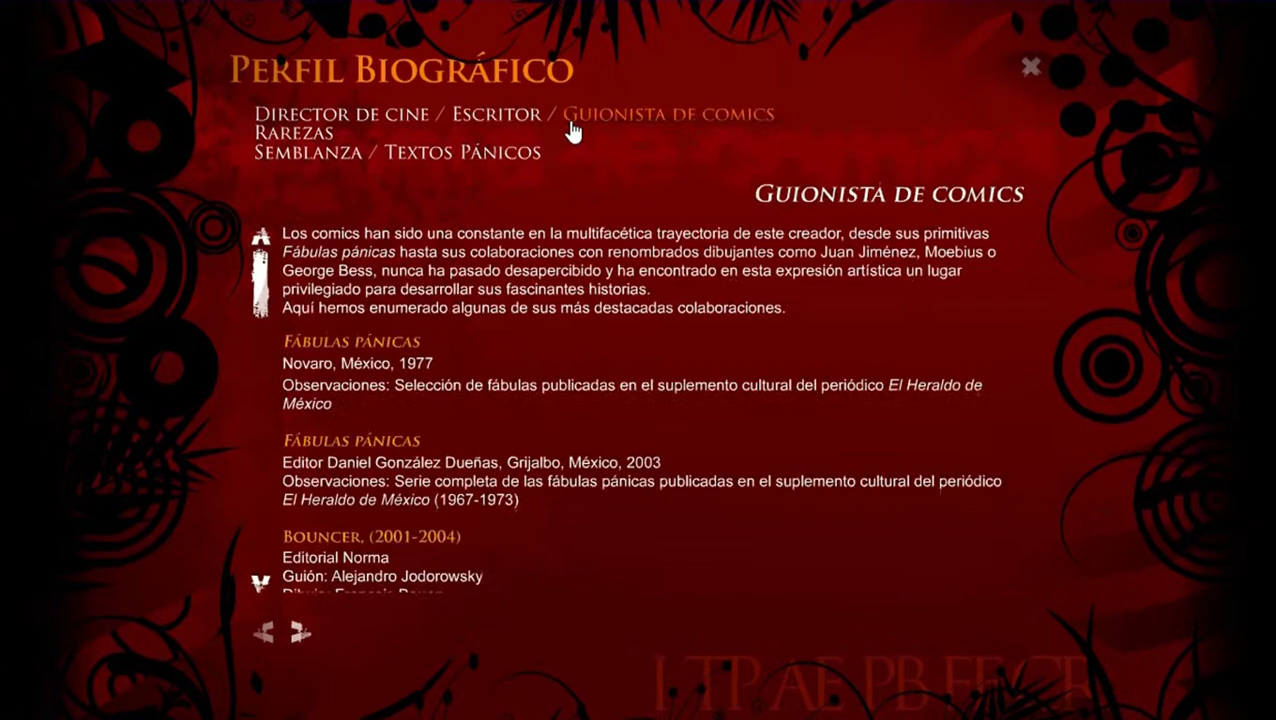 PERFIL BIOGRÁFICO
DIRECTOR DE CINE / ESCRITOR / GUIONISTA DE COMICS
RAREZAS
SEMBLANZA / TEXTOS PÁNICOS
GUIONISTA DE COMICS
Los comics han sido una constante en la multifacética trayectoria de este creador, desde sus primitivas
Fábulas pánicas hasta sus colaboraciones con renombrados dibujantes como Juan Jiménez, Moebius o
George Bess, nunca ha pasado desapercibido y ha encontrado en esta expresión artística un lugar
privilegiado para desarrollar sus fascinantes historias.
Aquí hemos enumerado algunas de sus más destacadas colaboraciones.
FÁBULAS PÁNICAS
Novaro, México, 1977
Observaciones: Selección de fábulas publicadas en el suplemento cultural del periódico El Heraldo de
México
FÁBULAS PÁNICAS
Editor Daniel González Dueñas, Grijalbo, México, 2003
Observaciones: Serie completa de las fábulas pánicas publicadas en el suplemento cultural del periódico
El Heraldo de México (1967-1973)
BOUNCER, (2001-2004)
Editorial Norma
Guión: Alejandro Jodorowsky